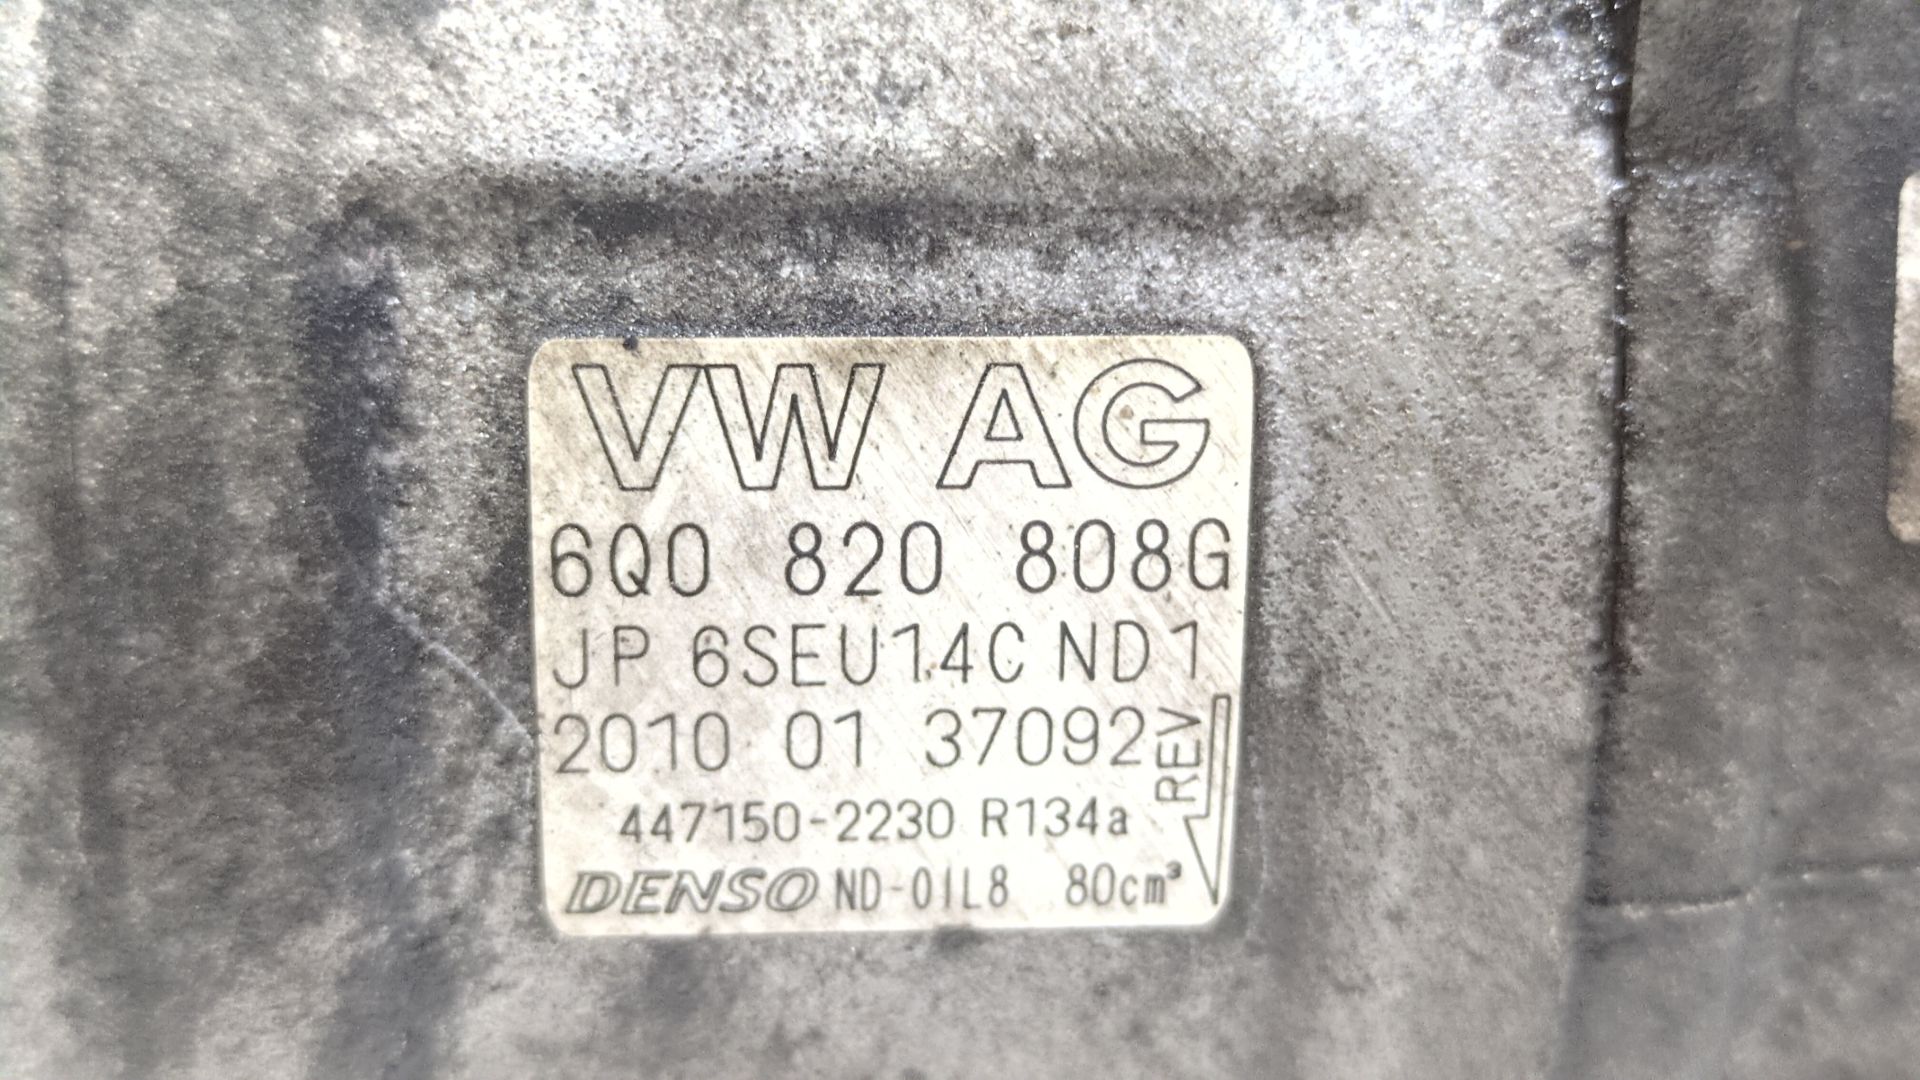 VW AG
6Q0 820 808G
JP 6SEU14C ND1
2010 01 37092
REV
447150-2230 R134a
DENSO ND-OIL8 80cm³